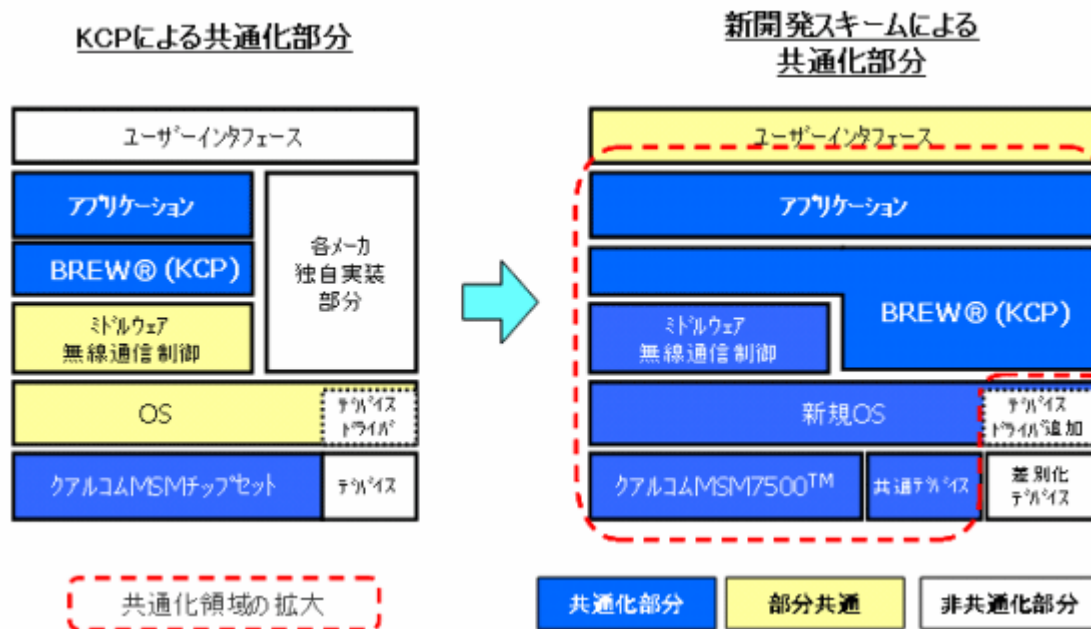 KCPによる共通化部分
ユーザーインタフェース
アプリケーション
BREW® (KCP)
各メーカ
独自実装
部分
ミドルウェア
無線通信制御
OS
デバイス
ドライバ
クアルコムMSMチップセット
デバイス
共通化領域の拡大
新開発スキームによる
共通化部分
ユーザーインタフェース
アプリケーション
BREW® (KCP)
ミドルウェア
無線通信制御
新規OS
デバイス
ドライバ追加
クアルコムMSM7500™
共通デバイス
差別化
デバイス
共通化部分
部分共通
非共通化部分